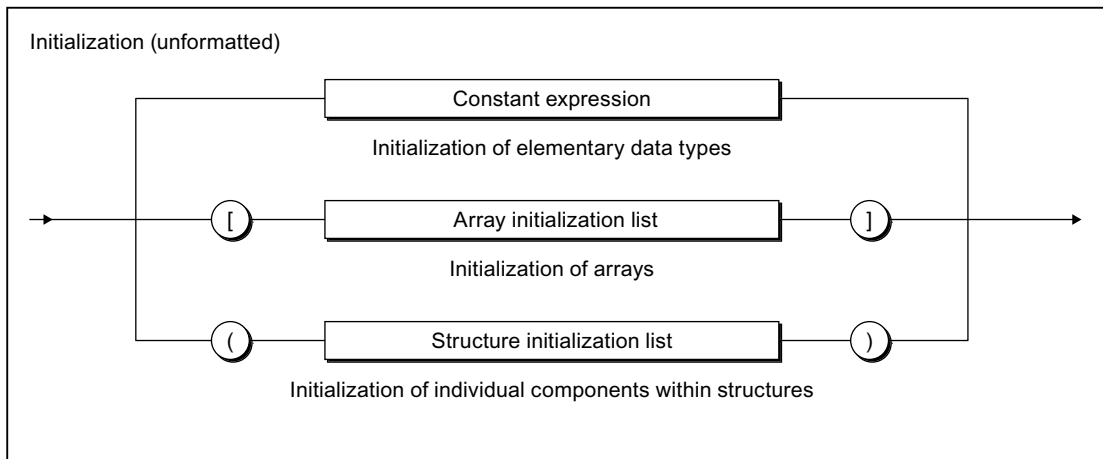 Initialization (unformatted)
Constant expression
Initialization of elementary data types
[ Array initialization list ]
Initialization of arrays
( Structure initialization list )
Initialization of individual components within structures